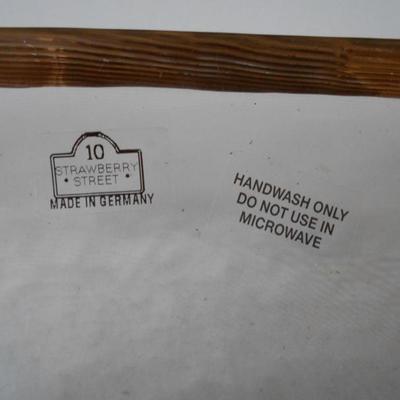 10
STRAWBERRY
• STREET •
MADE IN GERMANY
HANDWASH ONLY
DO NOT USE IN
MICROWAVE